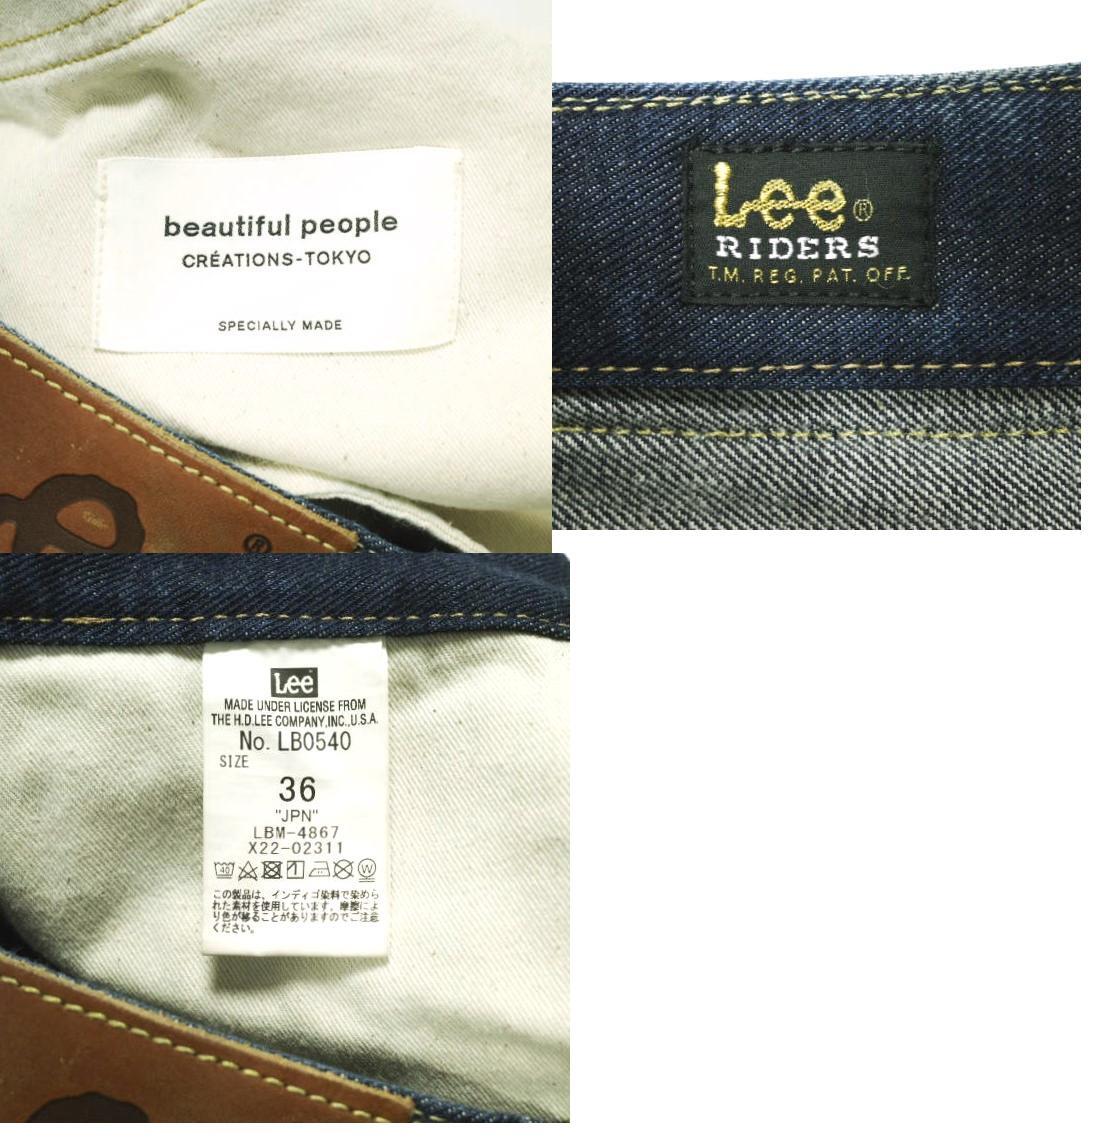 beautiful people
CRÉATIONS-TOKYO
SPECIALLY MADE
®
Lee®
RIDERS
T.M. REG. PAT. OFF.
Lee
MADE UNDER LICENSE FROM
THE H.D.LEE COMPANY,INC.,U.S.A.
No. LB0540
SIZE
36
"JPN"
LBM-4867
X22-02311
40
W
この製品は、インディゴ染料で染めら
れた素材を使用しています。摩擦によ
り色が移ることがありますのでご注意
ください。